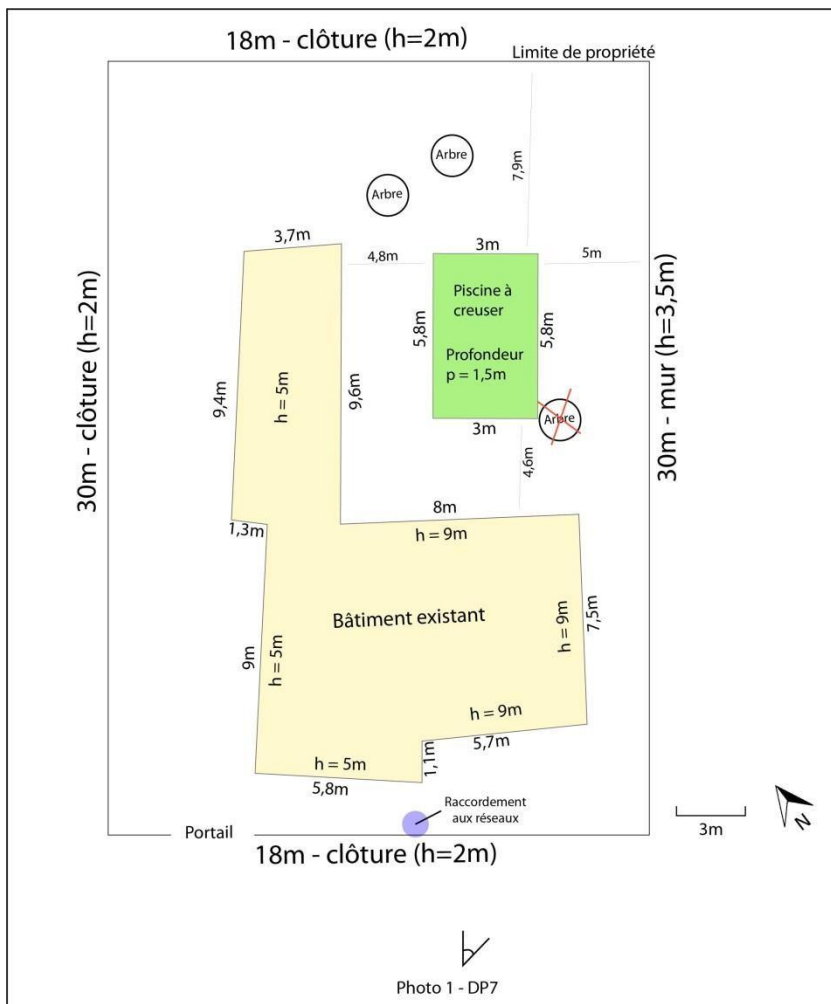 18m - clôture (h=2m)
Limite de propriété
Arbre
Arbre
7,9m
3,7m
4,8m
3m
5m
30m - clôture (h=2m)
30m - mur (h=3,5m)
Piscine à
creuser
Profondeur
p = 1,5m
5,8m
5,8m
9,4m
h = 5m
9,6m
3m
Arbre
4,6m
1,3m
8m
h = 9m
Bâtiment existant
9m
h = 5m
h = 9m
7,5m
h = 9m
5,7m
1,1m
h = 5m
5,8m
Raccordement
aux réseaux
Portail
18m - clôture (h=2m)
3m
N
Photo 1 - DP7